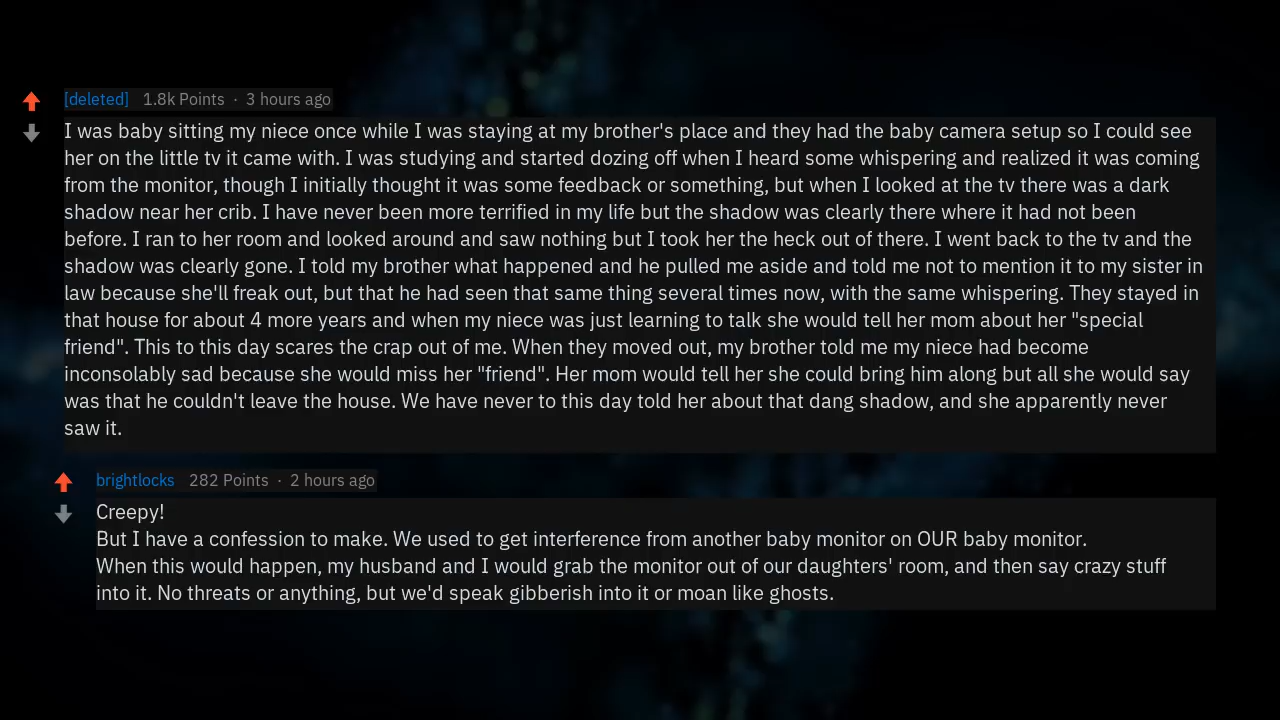 [deleted] 1.8k Points · 3 hours ago
I was baby sitting my niece once while I was staying at my brother's place and they had the baby camera setup so I could see
her on the little tv it came with. I was studying and started dozing off when I heard some whispering and realized it was coming
from the monitor, though I initially thought it was some feedback or something, but when I looked at the tv there was a dark
shadow near her crib. I have never been more terrified in my life but the shadow was clearly there where it had not been
before. I ran to her room and looked around and saw nothing but I took her the heck out of there. I went back to the tv and the
shadow was clearly gone. I told my brother what happened and he pulled me aside and told me not to mention it to my sister in
law because she'll freak out, but that he had seen that same thing several times now, with the same whispering. They stayed in
that house for about 4 more years and when my niece was just learning to talk she would tell her mom about her "special
friend". This to this day scares the crap out of me. When they moved out, my brother told me my niece had become
inconsolably sad because she would miss her "friend". Her mom would tell her she could bring him along but all she would say
was that he couldn't leave the house. We have never to this day told her about that dang shadow, and she apparently never
saw it.
brightlocks 282 Points · 2 hours ago
Creepy!
But I have a confession to make. We used to get interference from another baby monitor on OUR baby monitor.
When this would happen, my husband and I would grab the monitor out of our daughters' room, and then say crazy stuff
into it. No threats or anything, but we'd speak gibberish into it or moan like ghosts.